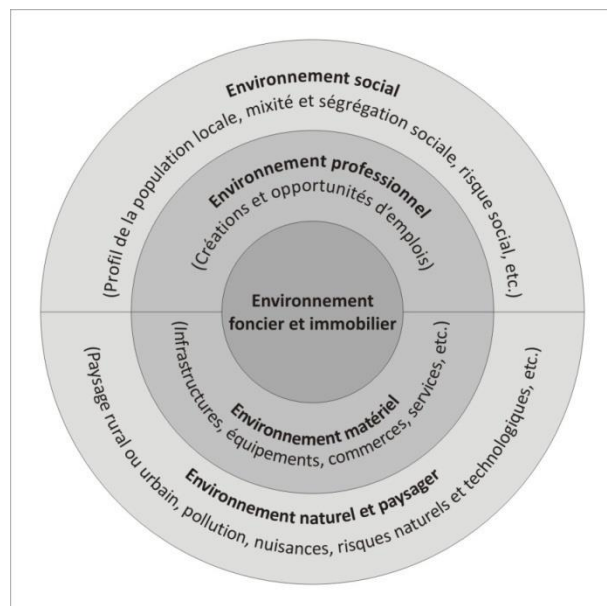 Environnement social
(Profil de la population locale, mixité et ségrégation sociale, risque social, etc.)
Environnement professionnel
(Créations et opportunités d’emplois)
Environnement
foncier et immobilier
(Infrastructures, équipements, commerces, services, etc.)
Environnement matériel
Environnement naturel et paysager
(Paysage rural ou urbain, pollution, nuisances, risques naturels et technologiques, etc.)